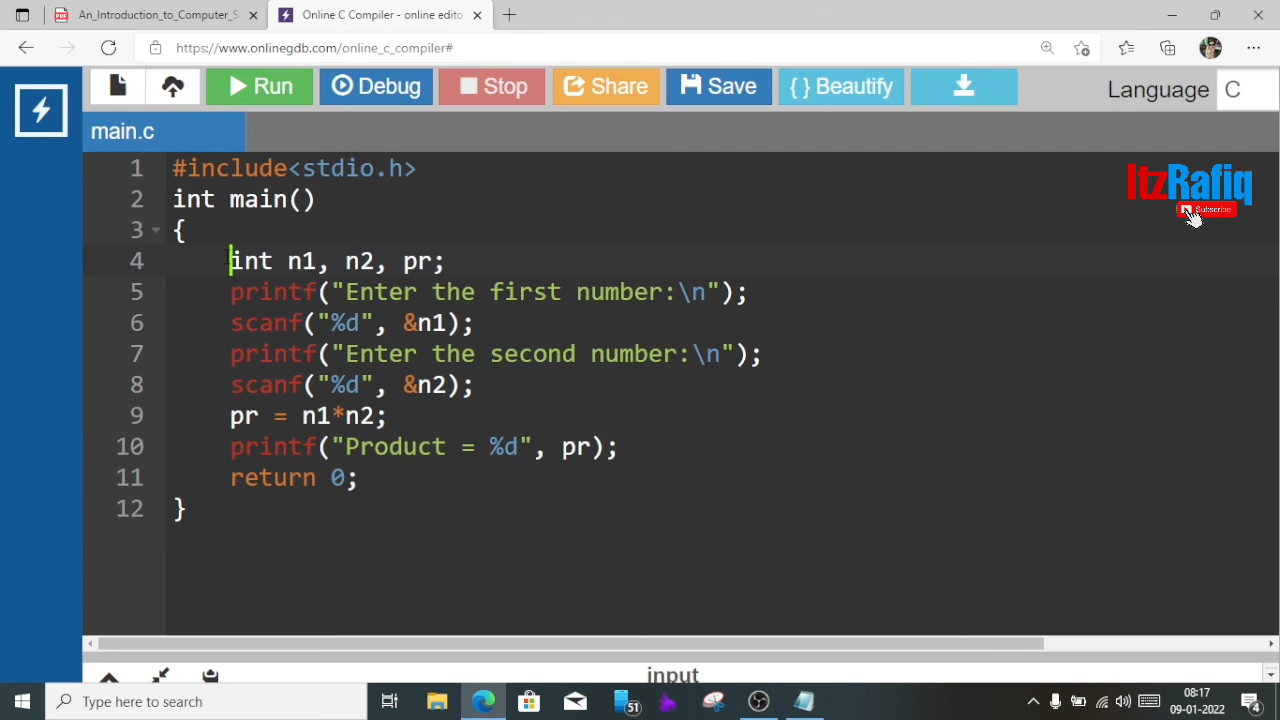 An_Introduction_to_Computer_S
Online C Compiler - online edito
https://www.onlinegdb.com/online_c_compiler#
Run
Debug
Stop
Share
Save
{ } Beautify
Language
C
main.c
1 #include<stdio.h>
2 int main()
3 {
4 int n1, n2, pr;
5 printf("Enter the first number:\n");
6 scanf("%d", &n1);
7 printf("Enter the second number:\n");
8 scanf("%d", &n2);
9 pr = n1*n2;
10 printf("Product = %d", pr);
11 return 0;
12 }
ItzRafiq
Subscribe
input
Type here to search
51
08:17
09-01-2022
4